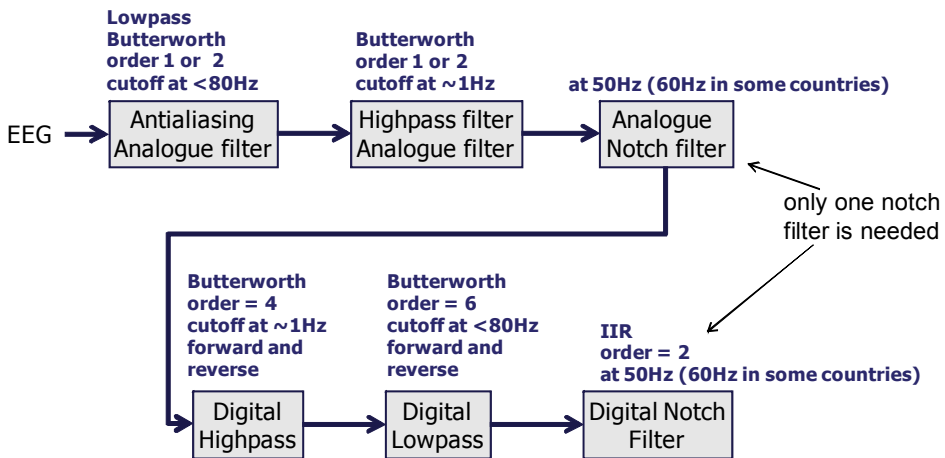 Lowpass
Butterworth
order 1 or 2
cutoff at <80Hz
Butterworth
order 1 or 2
cutoff at ~1Hz
at 50Hz (60Hz in some countries)
EEG
Antialiasing
Analogue filter
Highpass filter
Analogue filter
Analogue
Notch filter
only one notch
filter is needed
Butterworth
order = 4
cutoff at ~1Hz
forward and
reverse
Butterworth
order = 6
cutoff at <80Hz
forward and
reverse
IIR
order = 2
at 50Hz (60Hz in some countries)
Digital
Highpass
Digital
Lowpass
Digital Notch
Filter